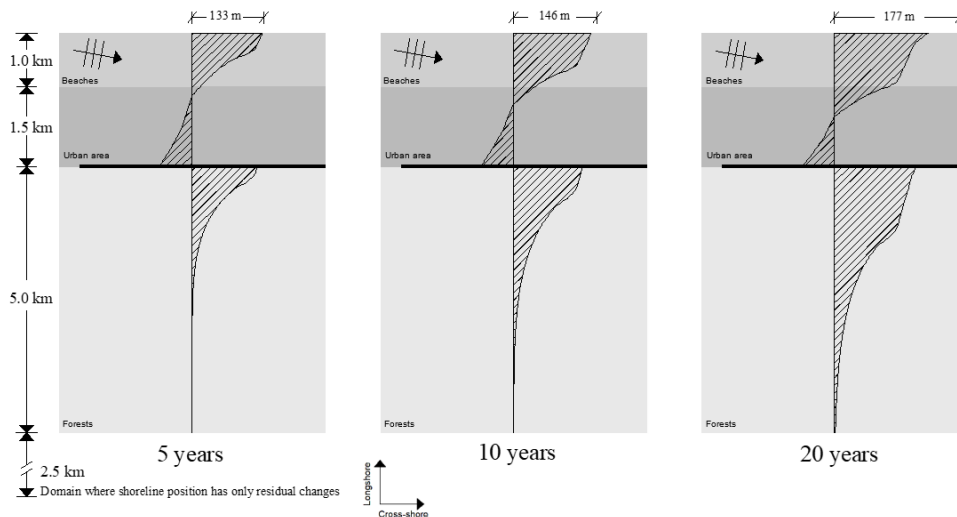 133 m
146 m
177 m
1.0 km
Beaches
Beaches
Beaches
1.5 km
Urban area
Urban area
Urban area
5.0 km
Forests
Forests
Forests
5 years
10 years
20 years
2.5 km
Domain where shoreline position has only residual changes
Longshore
Cross-shore